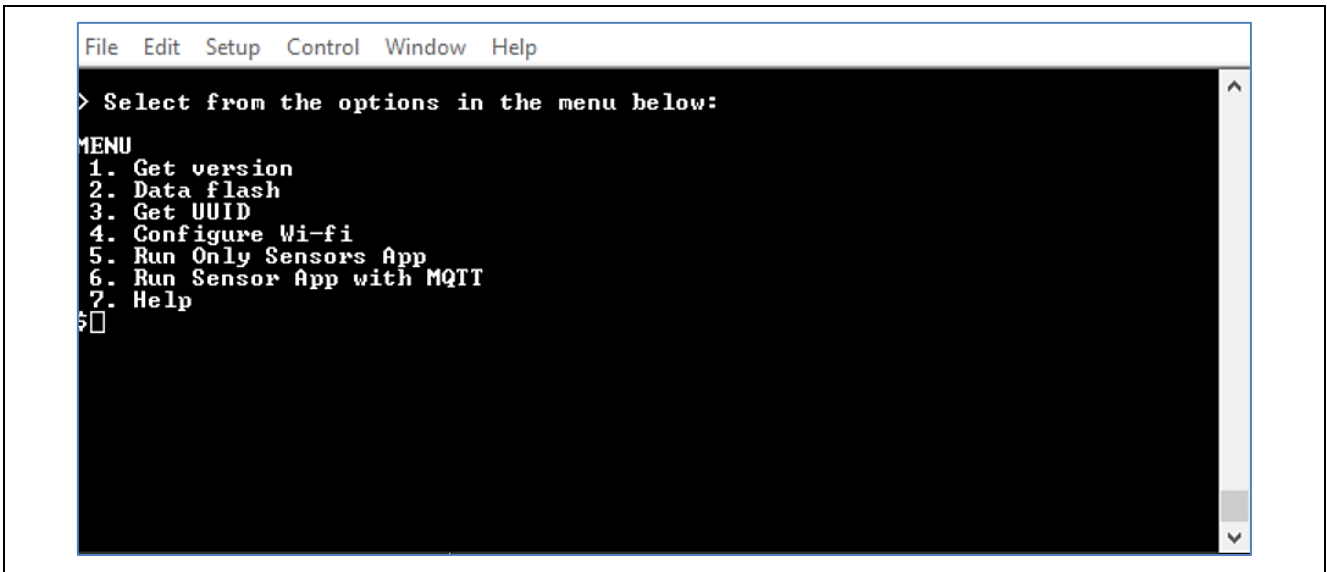 File Edit Setup Control Window Help
> Select from the options in the menu below:
MENU
1. Get version
2. Data flash
3. Get UUID
4. Configure Wi-fi
5. Run Only Sensors App
6. Run Sensor App with MQTT
7. Help
$